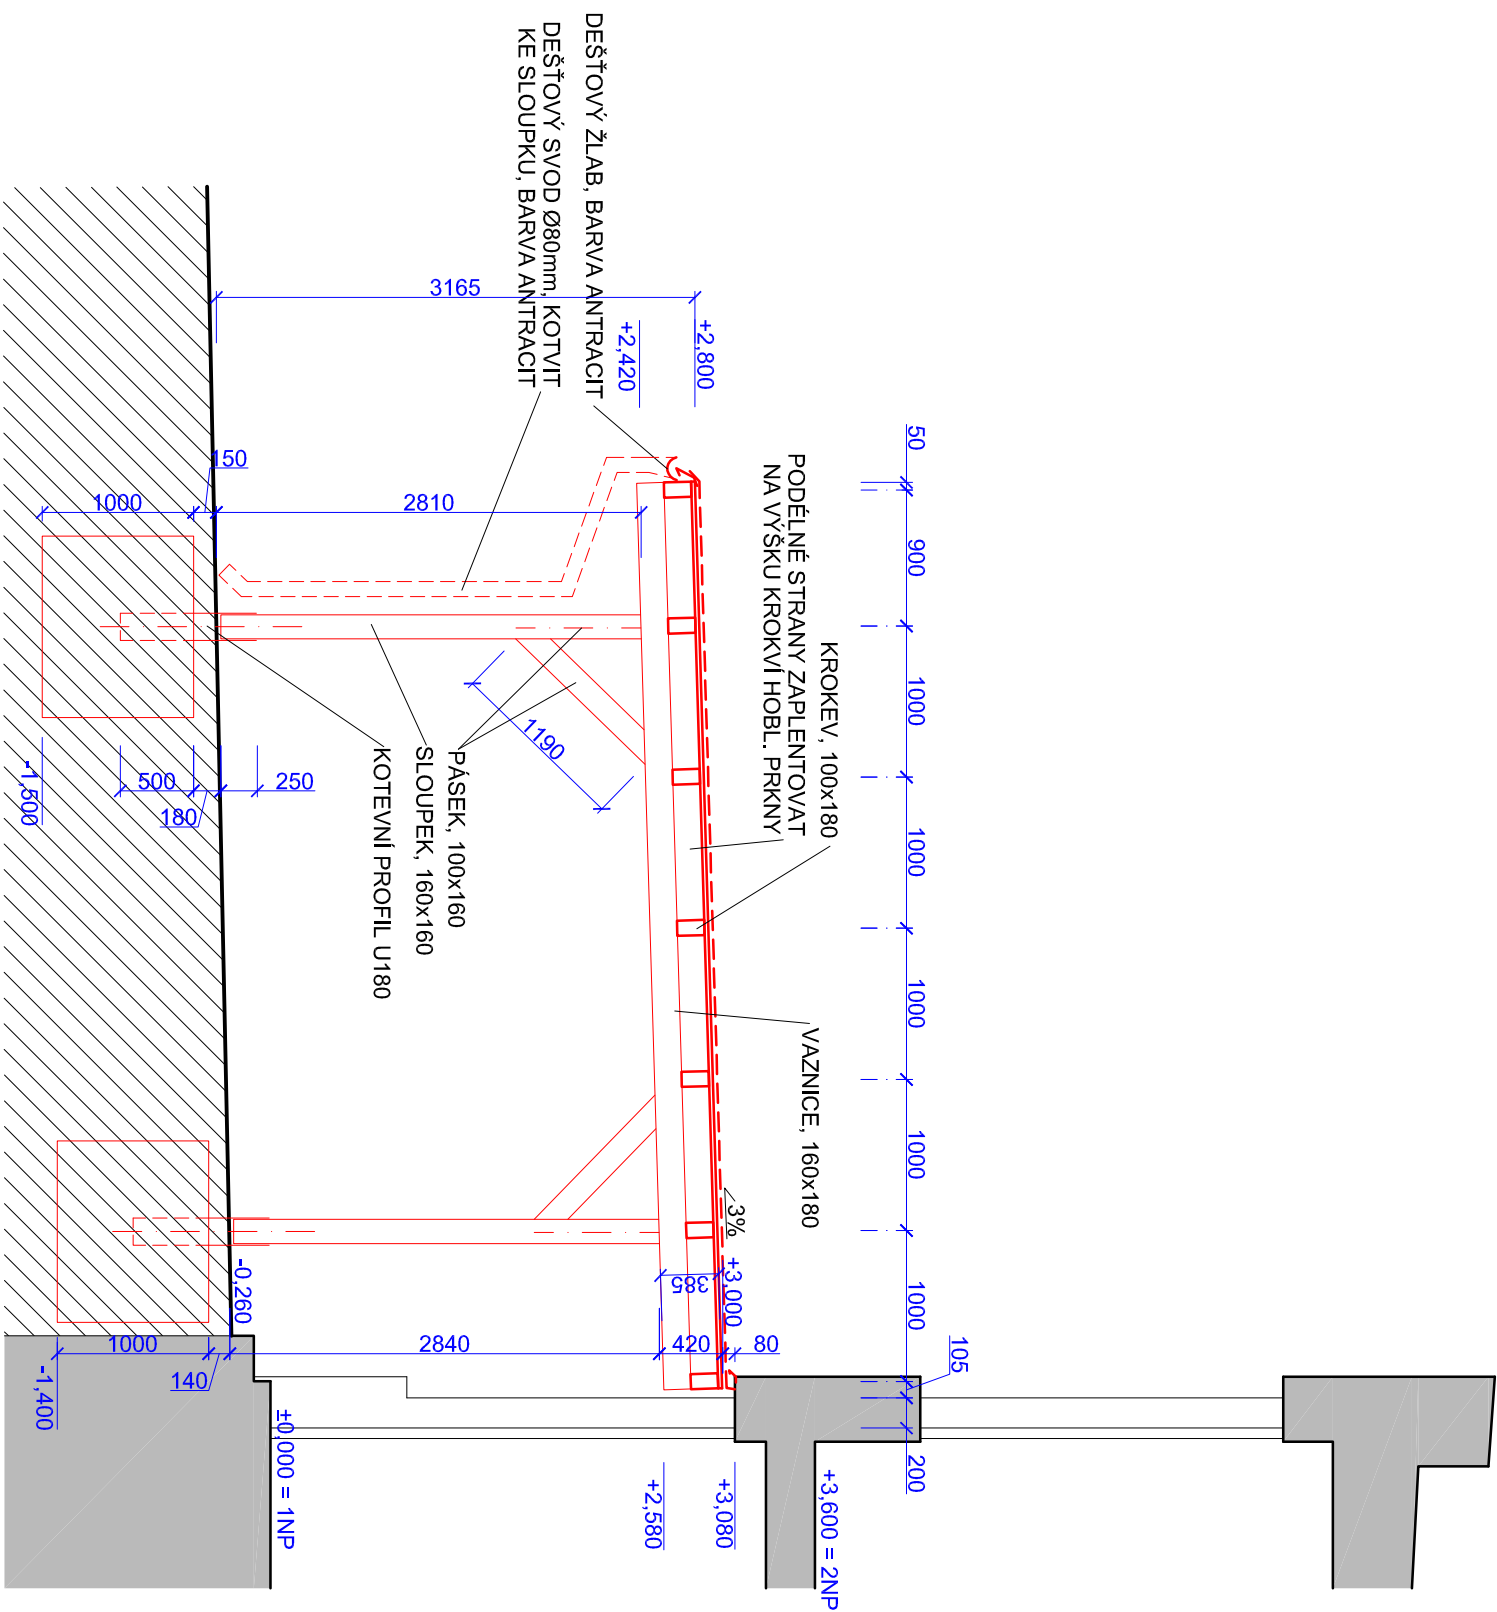 DEŠŤOVÝ ŽLAB, BARVA ANTRACIT
DEŠŤOVÝ SVOD Ø80mm, KOTVIT
KE SLOUPKU, BARVA ANTRACIT
3165
+2,800
+2,420
50
900
1000
1000
1000
1000
1000
105
200
PODÉLNÉ STRANY ZAPLENTOVAT
NA VÝŠKU KROKVÍ HOBL. PRKNY
KROKEV, 100x180
VAZNICE, 160x180
150
1000
2810
1190
PÁSEK, 100x160
SLOUPEK, 160x160
KOTEVNÍ PROFIL U180
-1,500
500
180
250
3%
+3,000
385
-0,260
1000
140
2840
420
80
-1,400
±0,000 = 1NP
+2,580
+3,080
+3,600 = 2NP